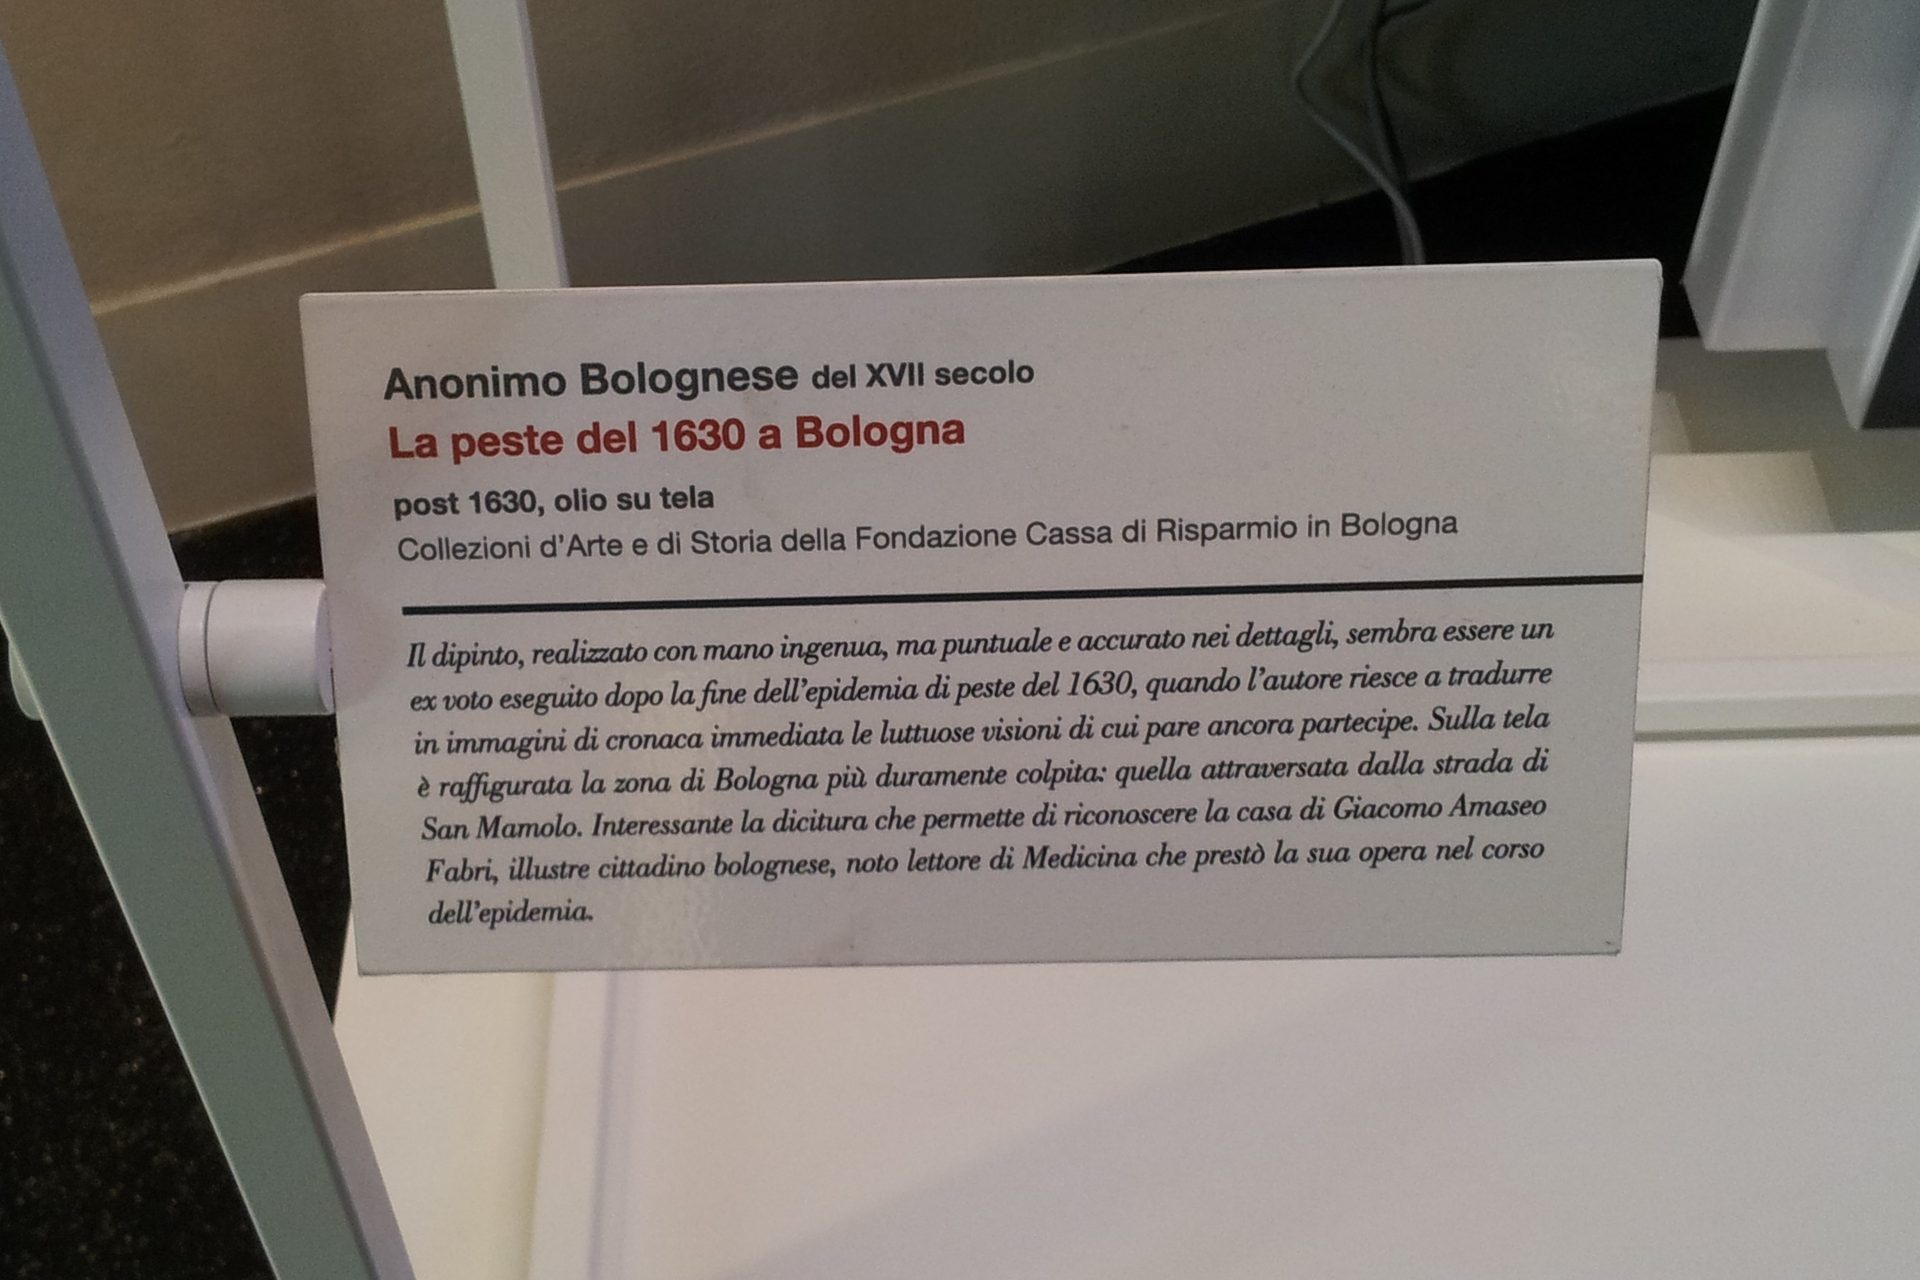 Anonimo Bolognese del XVII secolo
La peste del 1630 a Bologna
post 1630, olio su tela
Collezioni d'Arte e di Storia della Fondazione Cassa di Risparmio in Bologna
Il dipinto, realizzato con mano ingenua, ma puntuale e accurato nei dettagli, sembra essere un
ex voto eseguito dopo la fine dell'epidemia di peste del 1630, quando l'autore riesce a tradurre
in immagini di cronaca immediata le luttuose visioni di cui pare ancora partecipe. Sulla tela
è raffigurata la zona di Bologna più duramente colpita: quella attraversata dalla strada di
San Mamolo. Interessante la dicitura che permette di riconoscere la casa di Giacomo Amaseo
Fabri, illustre cittadino bolognese, noto lettore di Medicina che prestò la sua opera nel corso
dell'epidemia.